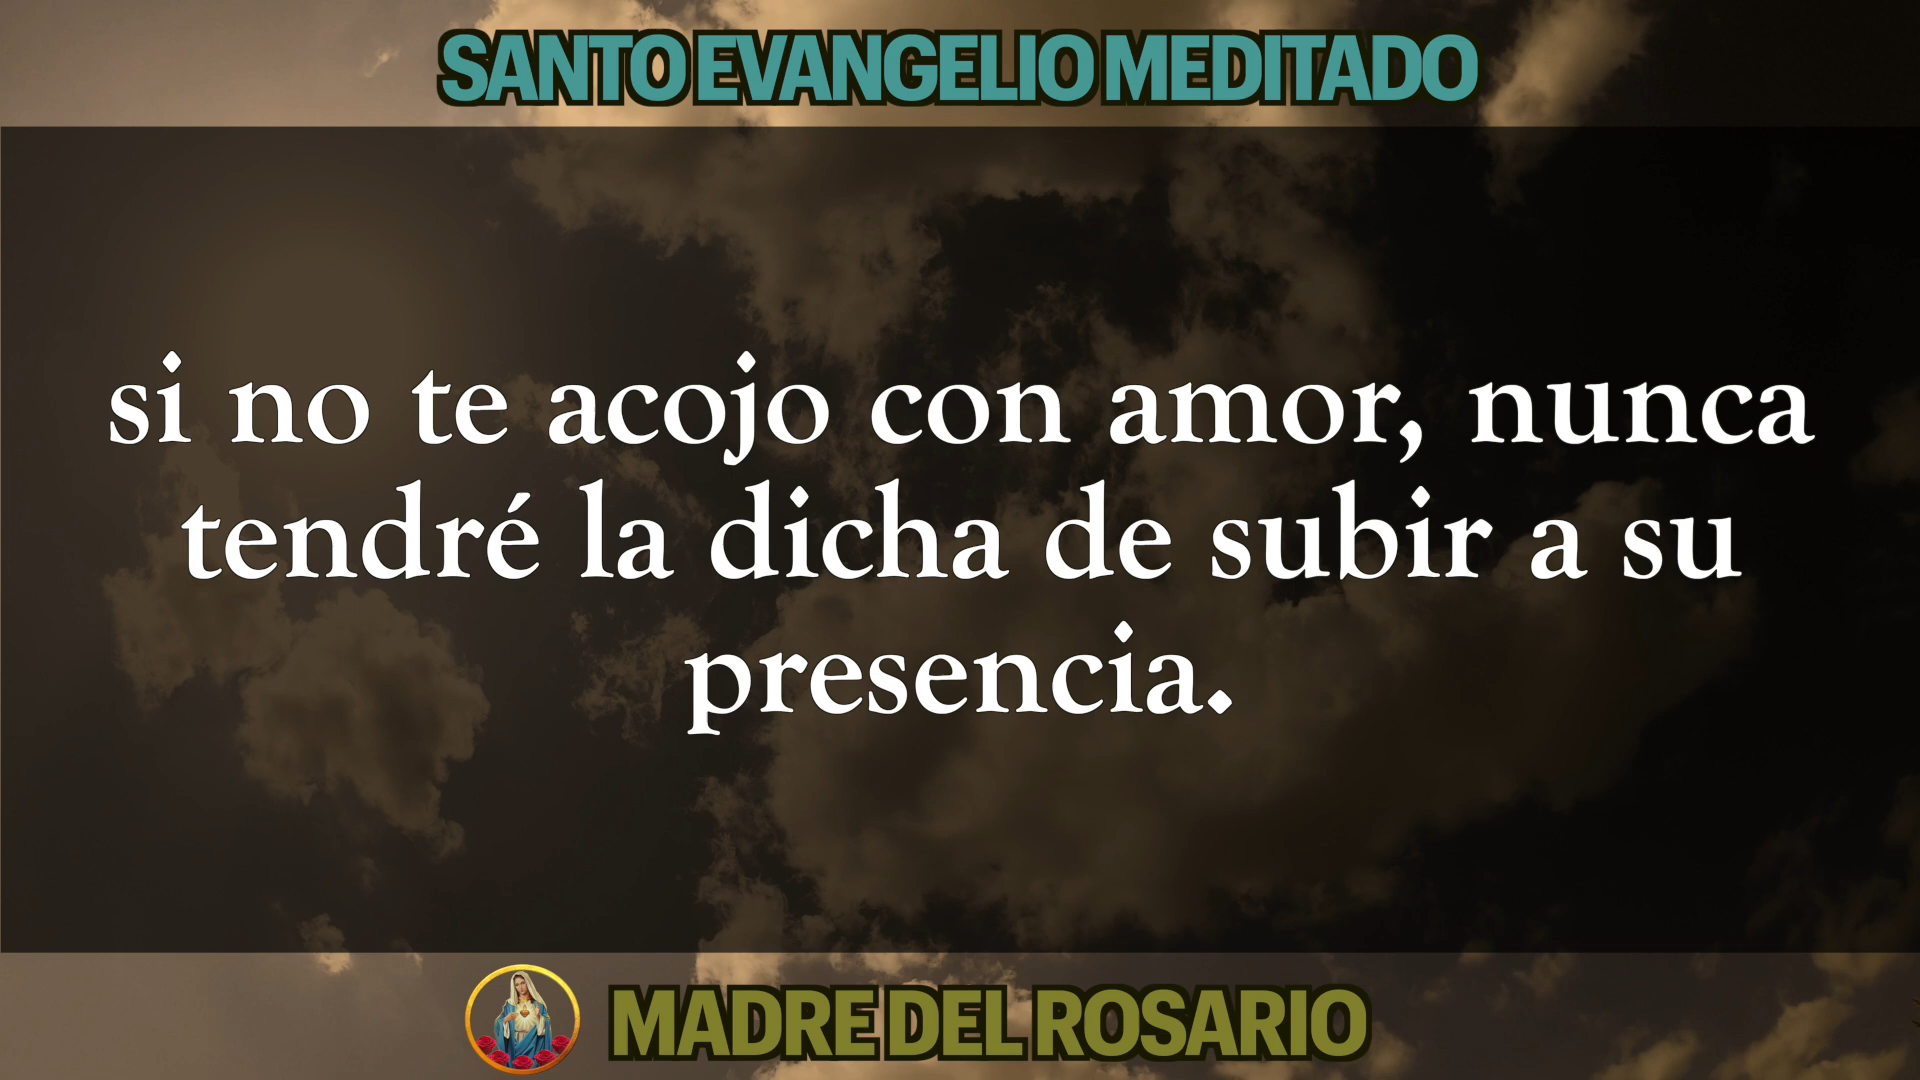 SANTO EVANGELIO MEDITADO
si no te acojo con amor, nunca
tendré la dicha de subir a su
presencia.
MADRE DEL ROSARIO